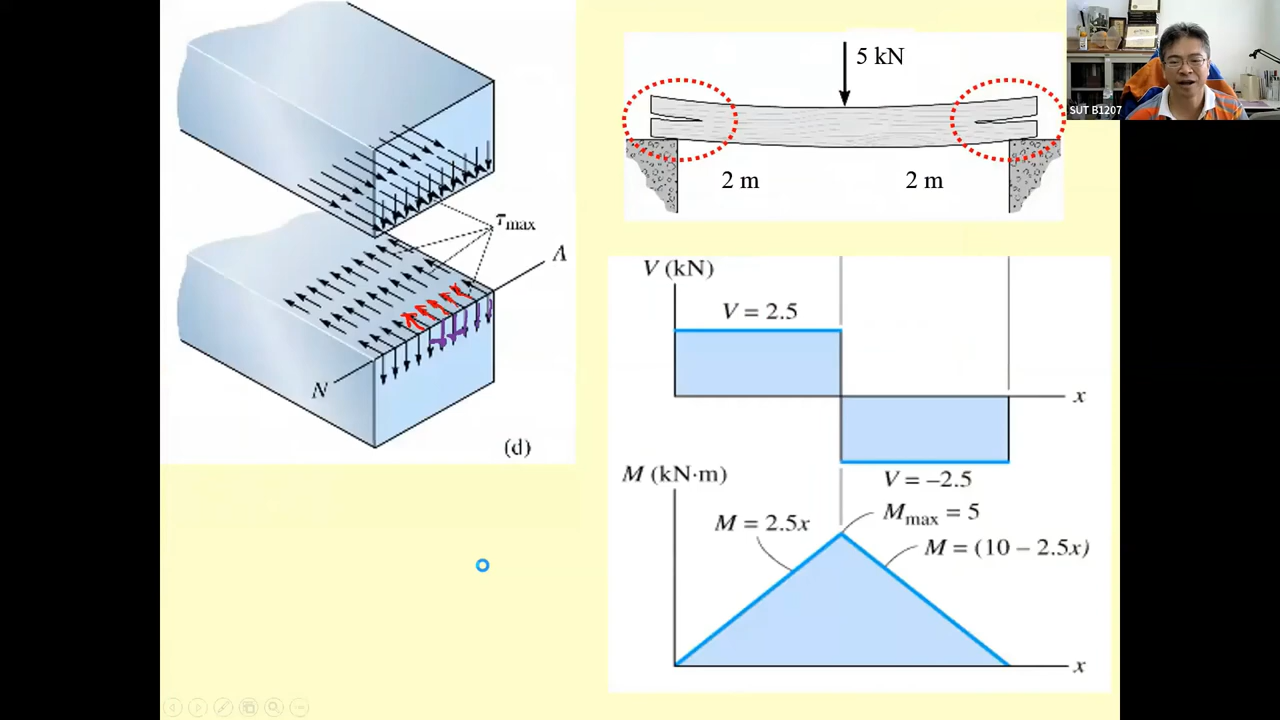 τmax
A
N
(d)
5 kN
2 m
2 m
V (kN)
V = 2.5
x
V = –2.5
M (kN·m)
Mmax = 5
M = 2.5x
M = (10 – 2.5x)
x
SUT B1207